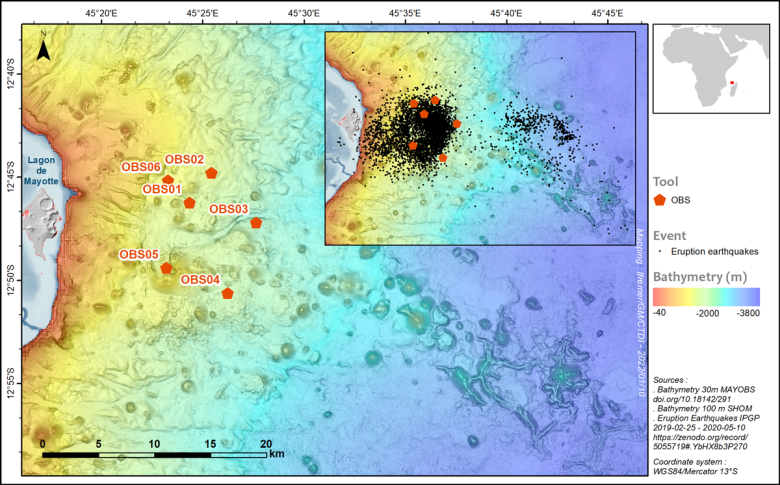 45°20'E
45°25'E
45°30'E
45°35'E
45°40'E
45°45'E
12°40'S
12°45'S
12°50'S
12°55'S
N
Lagon
de
Mayotte
OBS02
OBS06
OBS01
OBS03
OBS05
OBS04
0
5
10
15
20
km
Mapping : Ifremer/GM/CTDI - 2022/01/10
Tool
OBS
Event
Eruption earthquakes
Bathymetry (m)
-40
-2000
-3800
Sources :
. Bathymetry 30m MAYOBS
doi.org/10.18142/291
. Bathymetry 100 m SHOM
. Eruption Earthquakes IPGP
2019-02-25 - 2020-05-10
https://zenodo.org/record/
5055719#.YbHX8b3P270
Coordinate system :
WGS84/Mercator 13°S